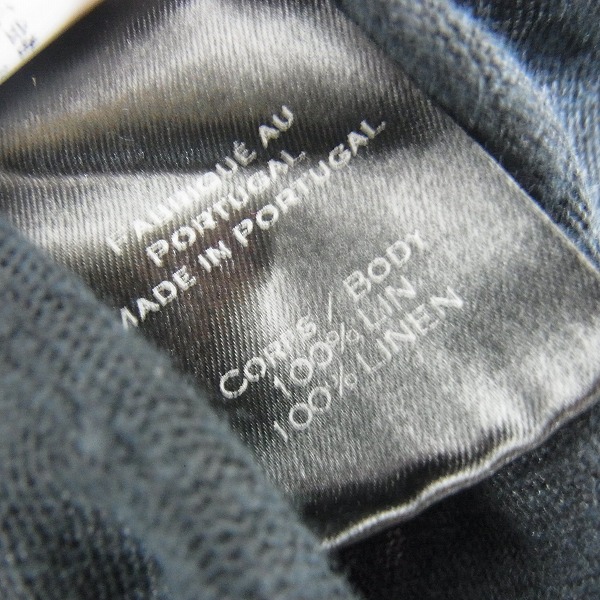 FABRIQUÉ AU
PORTUGAL
MADE IN PORTUGAL
CORPS / BODY
100% LIN
100% LINEN